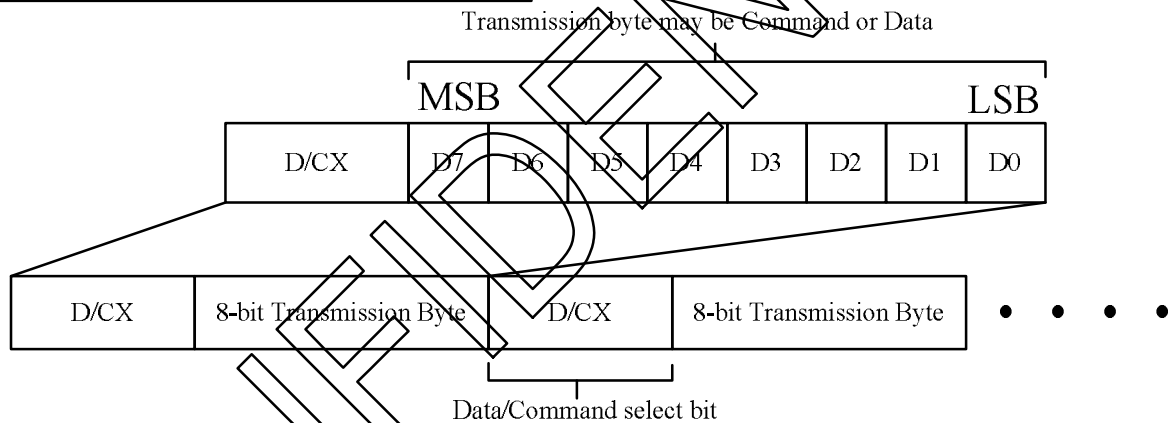 Transmission byte may be Command or Data
MSB LSB
D/CX D7 D6 D5 D4 D3 D2 D1 D0
D/CX 8-bit Transmission Byte D/CX 8-bit Transmission Byte
Data/Command select bit